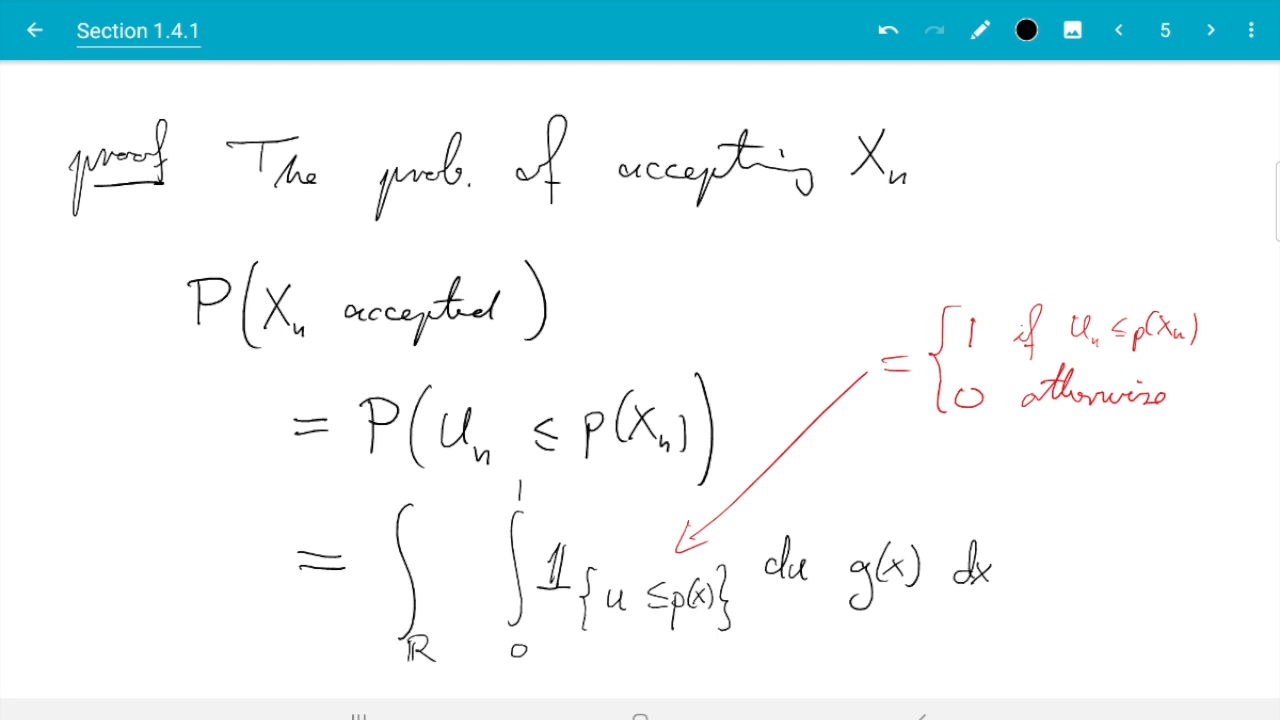 Section 1.4.1
5
proof The prob. of accepting Xₙ
P(Xₙ accepted)
= P(Uₙ ≤ p(Xₙ))
= { 1 if Uₙ ≤ p(Xₙ)
0 otherwise
= ∫_ℝ ∫_0^1 𝟙_{u ≤ p(x)} du g(x) dx